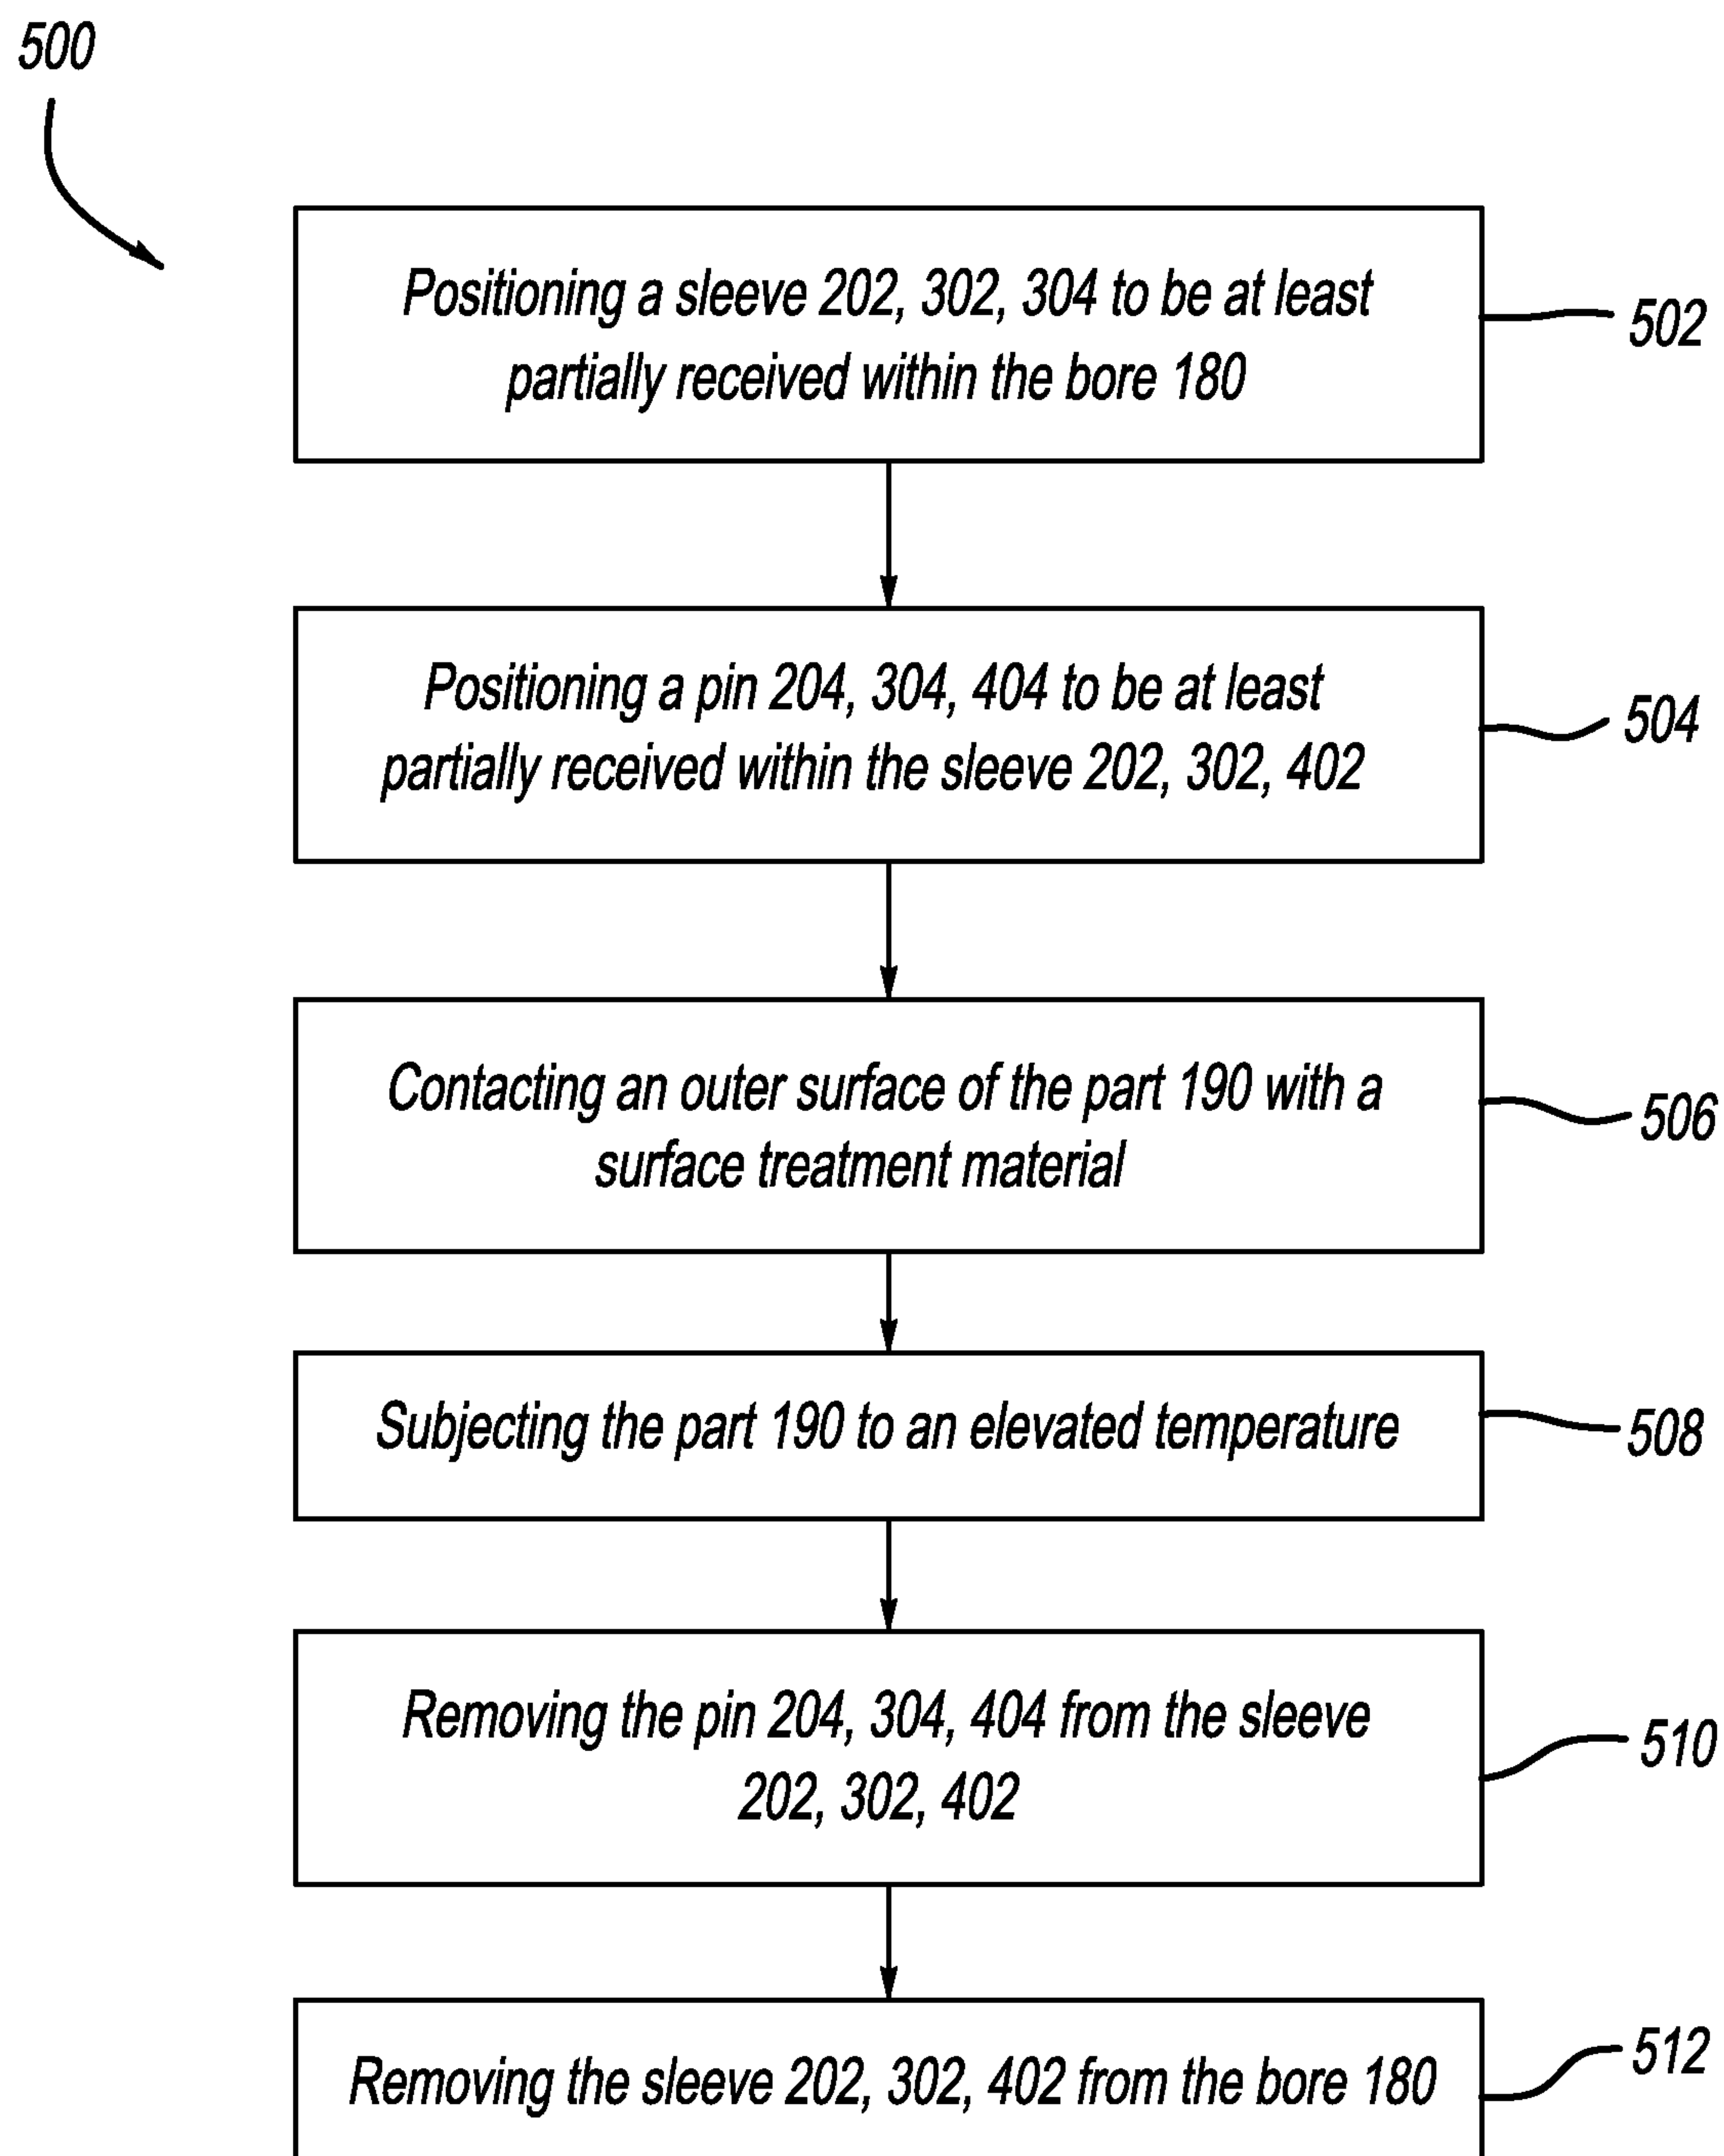 500
Positioning a sleeve 202, 302, 304 to be at least
partially received within the bore 180
502
Positioning a pin 204, 304, 404 to be at least
partially received within the sleeve 202, 302, 402
504
Contacting an outer surface of the part 190 with a
surface treatment material
506
Subjecting the part 190 to an elevated temperature
508
Removing the pin 204, 304, 404 from the sleeve
202, 302, 402
510
Removing the sleeve 202, 302, 402 from the bore 180
512